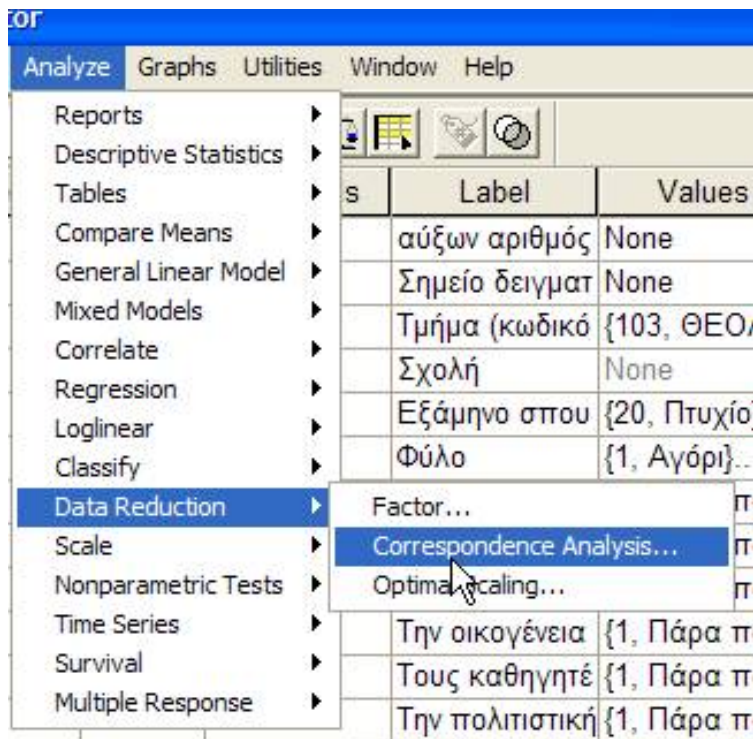 tor
Analyze Graphs Utilities Window Help
Reports
Descriptive Statistics
Tables
Compare Means
General Linear Model
Mixed Models
Correlate
Regression
Loglinear
Classify
Data Reduction
Scale
Nonparametric Tests
Time Series
Survival
Multiple Response
Factor...
Correspondence Analysis...
Optimal Scaling...
s Label Values
αύξων αριθμός None
Σημείο δειγματ None
Τμήμα (κωδικό {103, ΘΕΟΛ
Σχολή None
Εξάμηνο σπου {20, Πτυχίο}
Φύλο {1, Αγόρι}...
Την οικογένεια {1, Πάρα π
Τους καθηγητέ {1, Πάρα π
Την πολιτιστική {1, Πάρα π